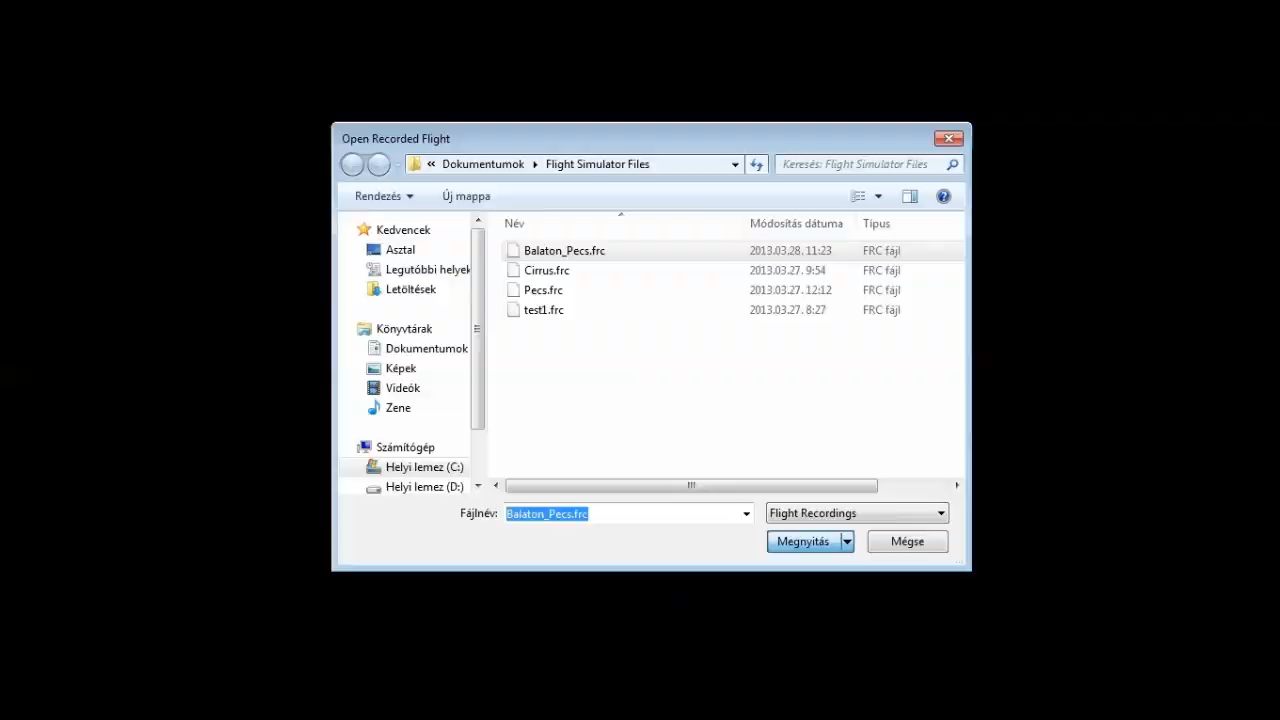 Open Recorded Flight
« Dokumentumok Flight Simulator Files
Keresés: Flight Simulator Files
Rendezés Új mappa
Név Módosítás dátuma Típus
Kedvencek
Asztal
Legutóbbi helyek
Letöltések
Könyvtárak
Dokumentumok
Képek
Videók
Zene
Számítógép
Helyi lemez (C:)
Helyi lemez (D:)
Balaton_Pecs.frc 2013.03.28. 11:23 FRC fájl
Cirrus.frc 2013.03.27. 9:54 FRC fájl
Pecs.frc 2013.03.27. 12:12 FRC fájl
test1.frc 2013.03.27. 8:27 FRC fájl
Fájlnév: Balaton_Pecs.frc Flight Recordings
Megnyitás Mégse